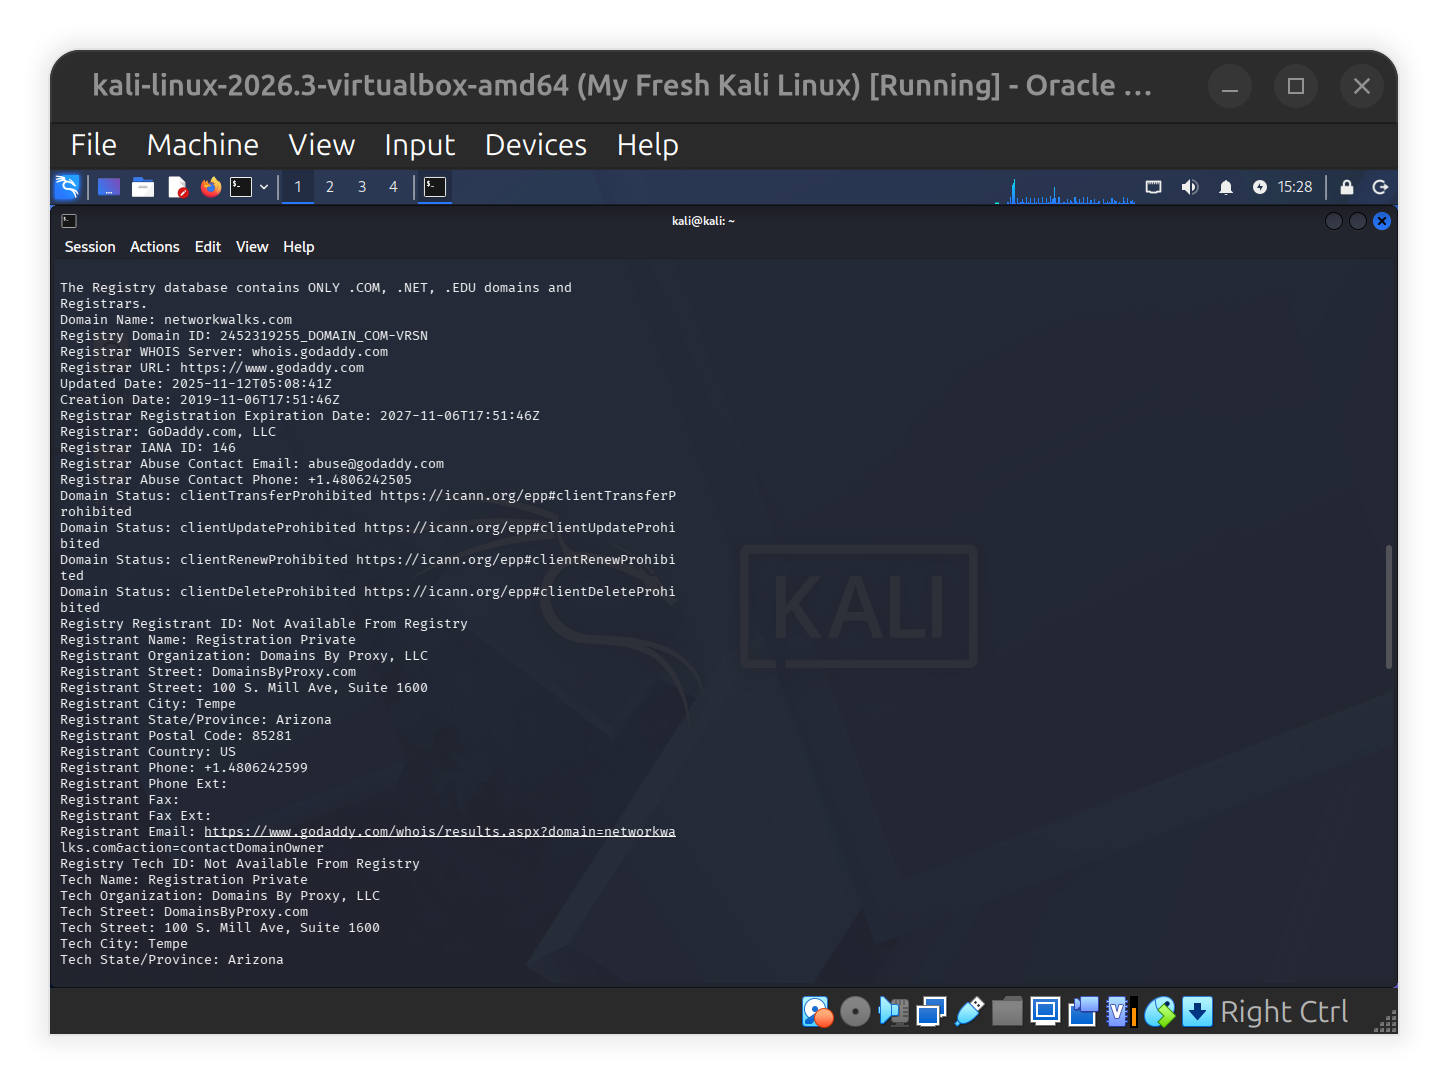 kali-linux-2026.3-virtualbox-amd64 (My Fresh Kali Linux) [Running] - Oracle ...
File Machine View Input Devices Help
1 2 3 4 15:28
kali@kali: ~
Session Actions Edit View Help
The Registry database contains ONLY .COM, .NET, .EDU domains and
Registrars.
Domain Name: networkwalks.com
Registry Domain ID: 2452319255_DOMAIN_COM-VRSN
Registrar WHOIS Server: whois.godaddy.com
Registrar URL: https://www.godaddy.com
Updated Date: 2025-11-12T05:08:41Z
Creation Date: 2019-11-06T17:51:46Z
Registrar Registration Expiration Date: 2027-11-06T17:51:46Z
Registrar: GoDaddy.com, LLC
Registrar IANA ID: 146
Registrar Abuse Contact Email: abuse@godaddy.com
Registrar Abuse Contact Phone: +1.4806242505
Domain Status: clientTransferProhibited https://icann.org/epp#clientTransferP
rohibited
Domain Status: clientUpdateProhibited https://icann.org/epp#clientUpdateProhi
bited
Domain Status: clientRenewProhibited https://icann.org/epp#clientRenewProhibi
ted
Domain Status: clientDeleteProhibited https://icann.org/epp#clientDeleteProhi
bited
Registry Registrant ID: Not Available From Registry
Registrant Name: Registration Private
Registrant Organization: Domains By Proxy, LLC
Registrant Street: DomainsByProxy.com
Registrant Street: 100 S. Mill Ave, Suite 1600
Registrant City: Tempe
Registrant State/Province: Arizona
Registrant Postal Code: 85281
Registrant Country: US
Registrant Phone: +1.4806242599
Registrant Phone Ext:
Registrant Fax:
Registrant Fax Ext:
Registrant Email: https://www.godaddy.com/whois/results.aspx?domain=networkwa
lks.com&action=contactDomainOwner
Registry Tech ID: Not Available From Registry
Tech Name: Registration Private
Tech Organization: Domains By Proxy, LLC
Tech Street: DomainsByProxy.com
Tech Street: 100 S. Mill Ave, Suite 1600
Tech City: Tempe
Tech State/Province: Arizona
KALI
Right Ctrl